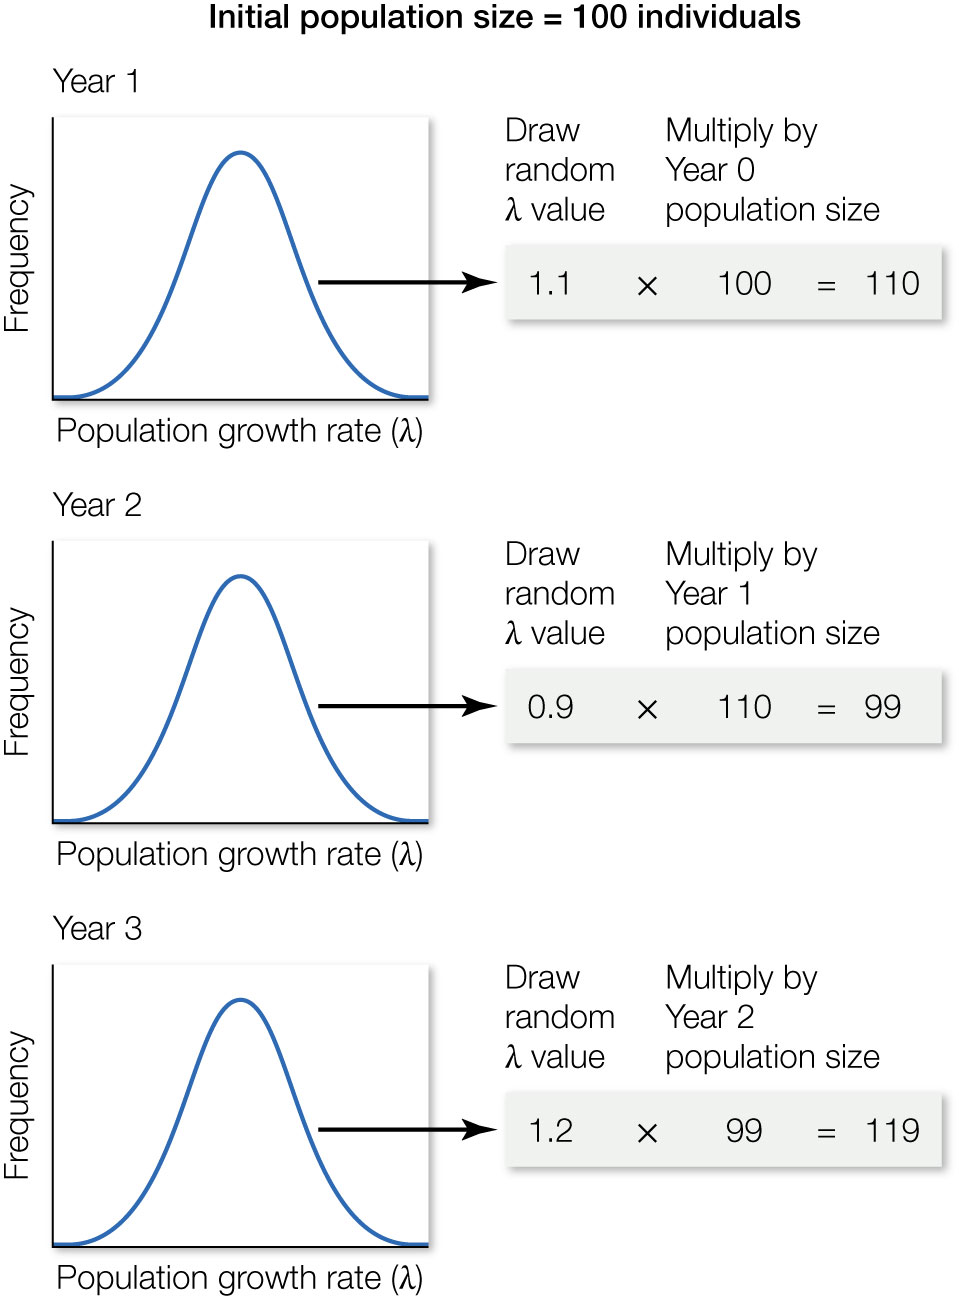 Initial population size = 100 individuals
Year 1
Frequency
Population growth rate (λ)
Draw
random
λ value
Multiply by
Year 0
population size
1.1 × 100 = 110
Year 2
Frequency
Population growth rate (λ)
Draw
random
λ value
Multiply by
Year 1
population size
0.9 × 110 = 99
Year 3
Frequency
Population growth rate (λ)
Draw
random
λ value
Multiply by
Year 2
population size
1.2 × 99 = 119